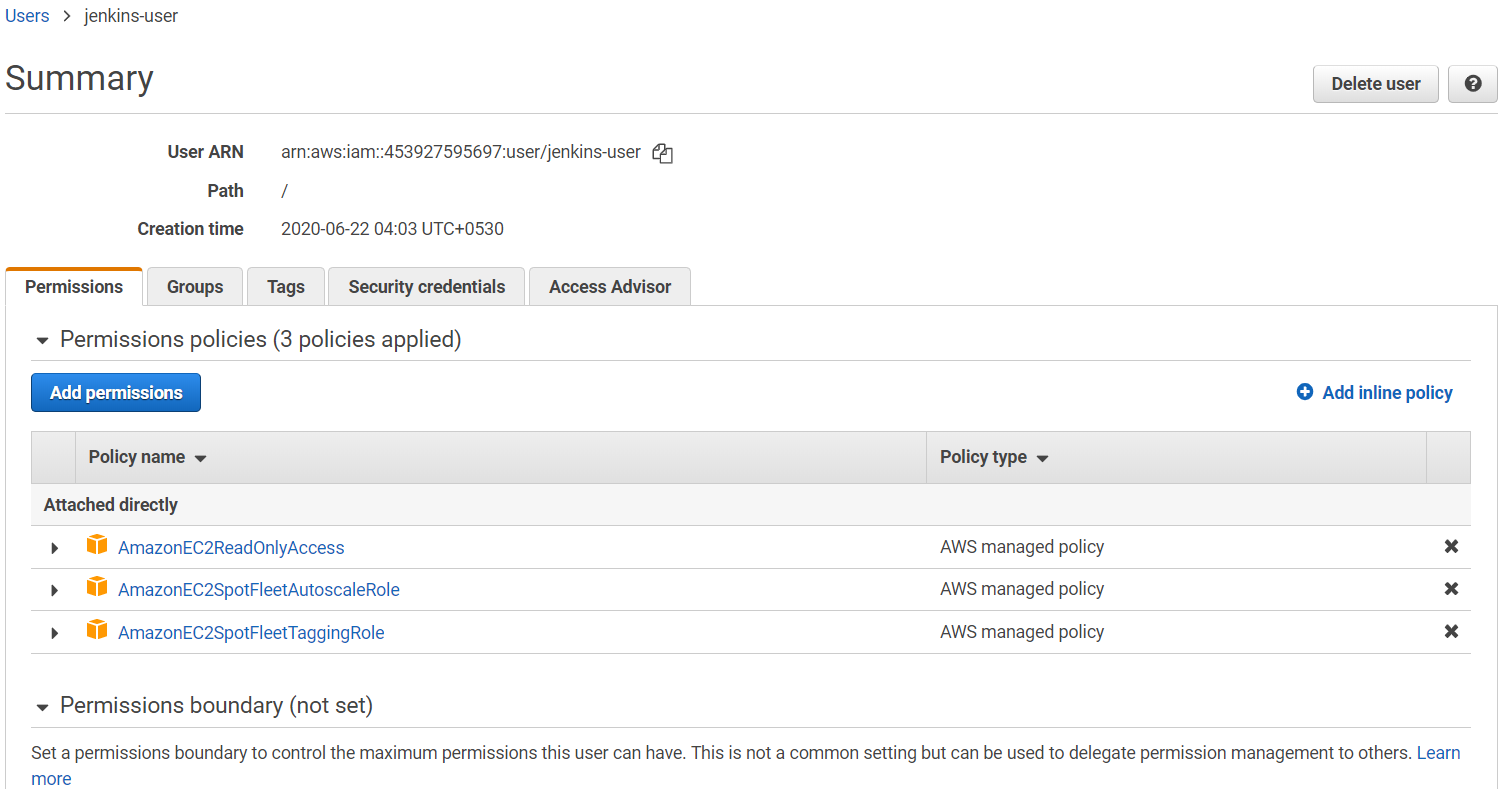 Users > jenkins-user
Summary
Delete user
?
User ARN arn:aws:iam::453927595697:user/jenkins-user
Path /
Creation time 2020-06-22 04:03 UTC+0530
Permissions Groups Tags Security credentials Access Advisor
Permissions policies (3 policies applied)
Add permissions
Add inline policy
Policy name Policy type
Attached directly
AmazonEC2ReadOnlyAccess AWS managed policy
AmazonEC2SpotFleetAutoscaleRole AWS managed policy
AmazonEC2SpotFleetTaggingRole AWS managed policy
Permissions boundary (not set)
Set a permissions boundary to control the maximum permissions this user can have. This is not a common setting but can be used to delegate permission management to others. Learn
more